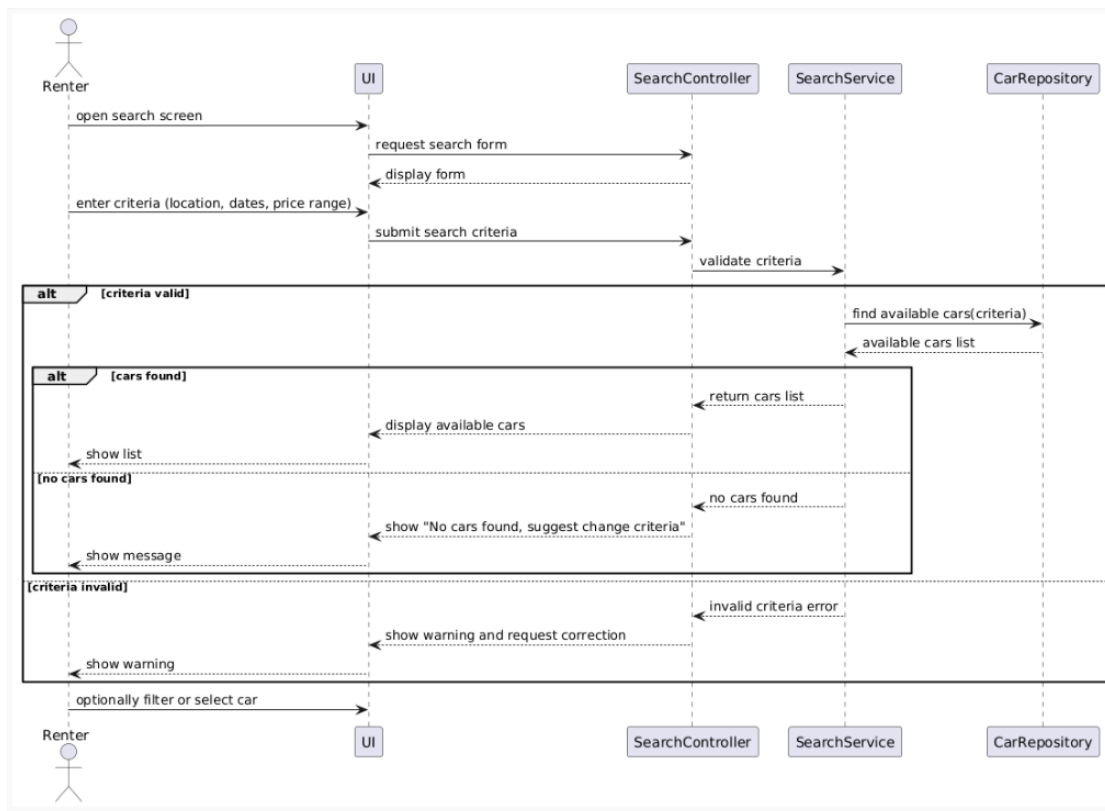 Renter
UI
SearchController
SearchService
CarRepository
open search screen
request search form
display form
enter criteria (location, dates, price range)
submit search criteria
validate criteria
alt [criteria valid]
find available cars(criteria)
available cars list
alt [cars found]
return cars list
display available cars
show list
[no cars found]
no cars found
show "No cars found, suggest change criteria"
show message
[criteria invalid]
invalid criteria error
show warning and request correction
show warning
optionally filter or select car
Renter
UI
SearchController
SearchService
CarRepository